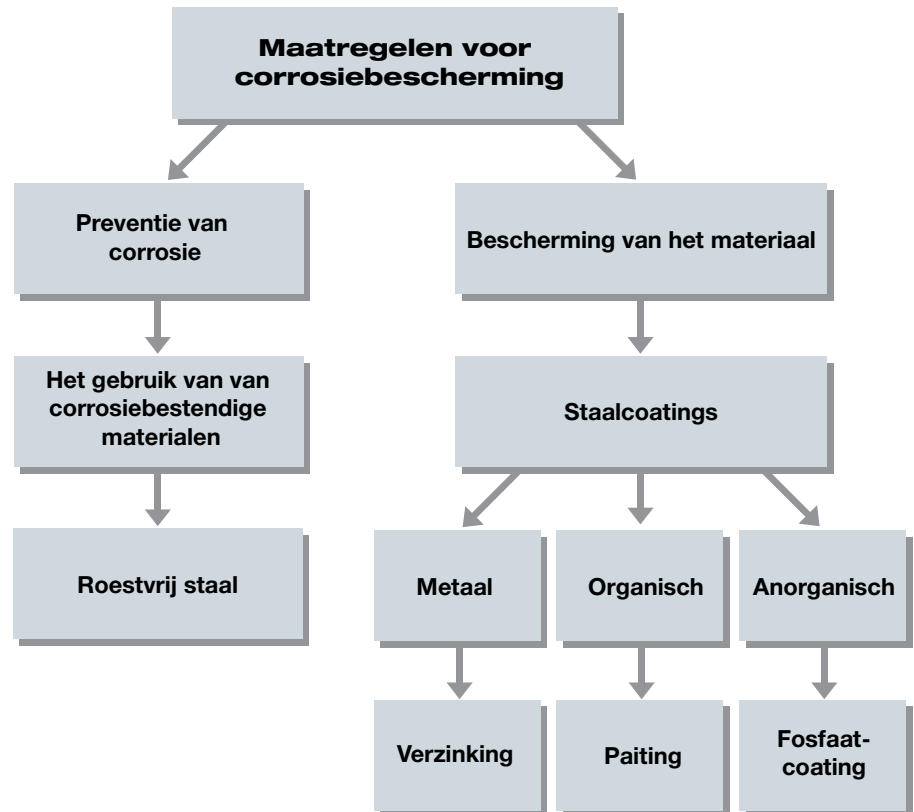 Maatregelen voor
corrosiebescherming
Preventie van
corrosie
Bescherming van het materiaal
Het gebruik van van
corrosiebestendige
materialen
Staalcoatings
Roestvrij staal
Metaal
Organisch
Anorganisch
Verzinking
Paiting
Fosfaat-
coating